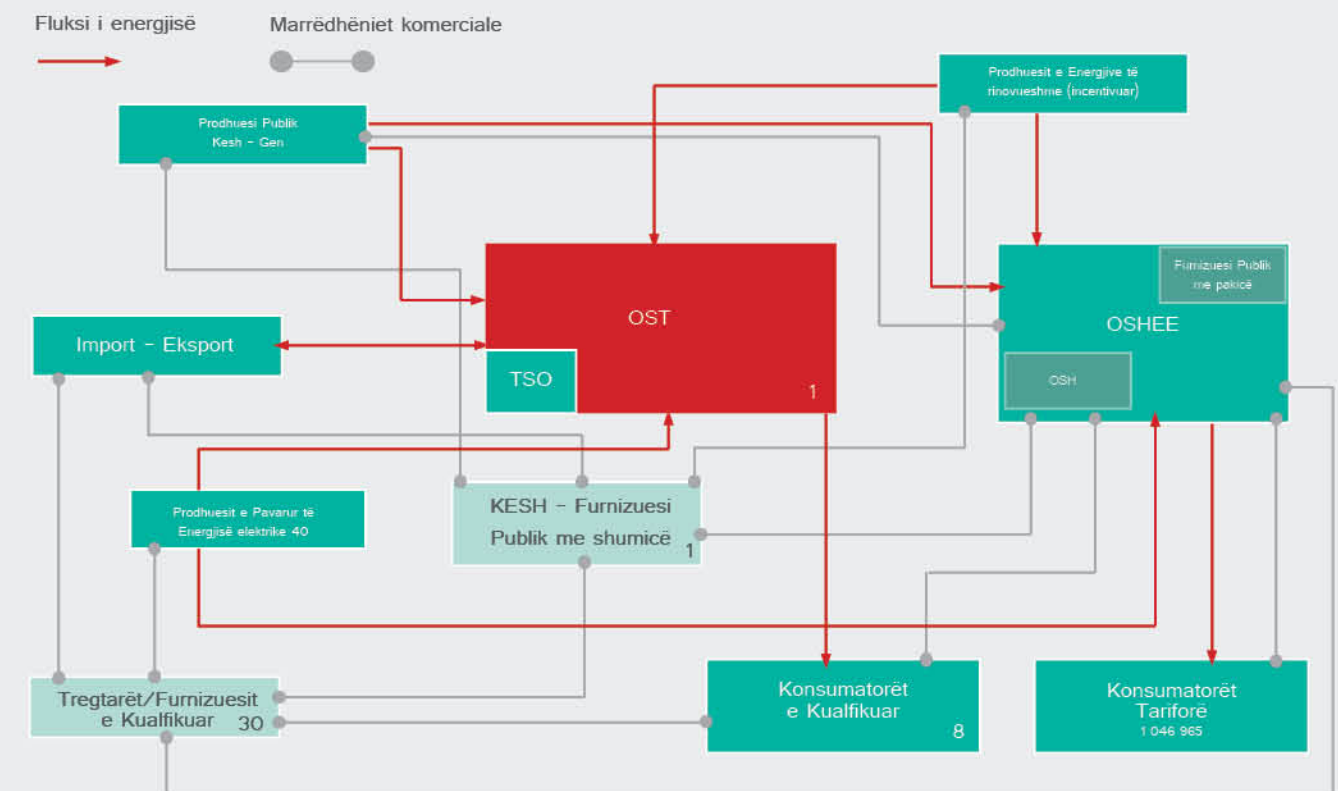 Fluksi i energjisë
Marrëdhëniet komerciale
Prodhuesit e Energjive të
rinovueshme (incentivuar)
Prodhuesi Publik
Kesh - Gen
Furnizuesi Publik
me pakicë
OST
OSHEE
Import - Eksport
TSO
1
OSH
KESH - Furnizuesi
Publik me shumicë
1
Prodhuesit e Pavarur të
Energjisë elektrike 40
Tregtarët/Furnizuesit
e Kualfikuar 30
Konsumatorët
e Kualfikuar
8
Konsumatorët
Tariforë
1 046 965